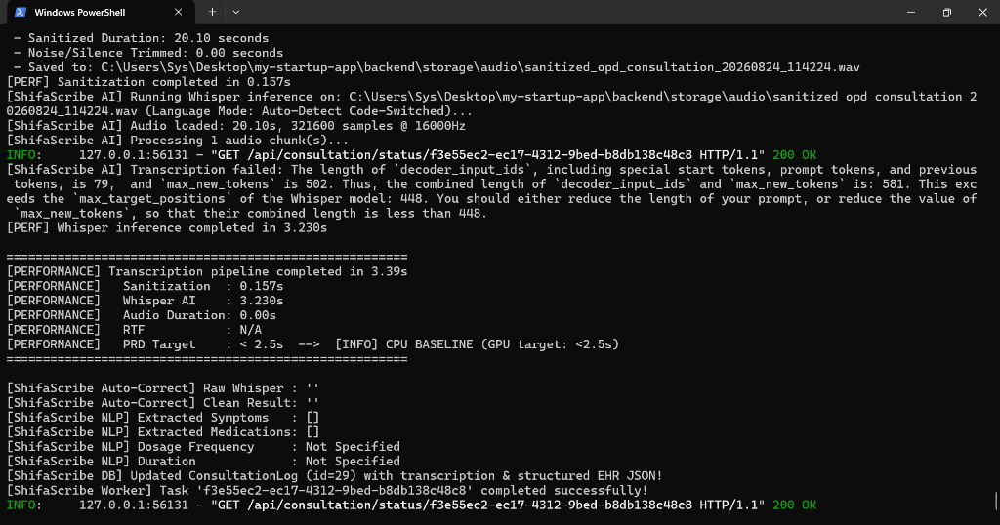 Windows PowerShell
- Sanitized Duration: 20.10 seconds
- Noise/Silence Trimmed: 0.00 seconds
- Saved to: C:\Users\Sys\Desktop\my-startup-app\backend\storage\audio\sanitized_opd_consultation_20260824_114224.wav
[PERF] Sanitization completed in 0.157s
[ShifaScribe AI] Running Whisper inference on: C:\Users\Sys\Desktop\my-startup-app\backend\storage\audio\sanitized_opd_consultation_2
0260824_114224.wav (Language Mode: Auto-Detect Code-Switched)...
[ShifaScribe AI] Audio loaded: 20.10s, 321600 samples @ 16000Hz
[ShifaScribe AI] Processing 1 audio chunk(s)...
INFO:     127.0.0.1:56131 - "GET /api/consultation/status/f3e55ec2-ec17-4312-9bed-b8db138c48c8 HTTP/1.1" 200 OK
[ShifaScribe AI] Transcription failed: The length of `decoder_input_ids`, including special start tokens, prompt tokens, and previous
 tokens, is 79,  and `max_new_tokens` is 502. Thus, the combined length of `decoder_input_ids` and `max_new_tokens` is: 581. This exc
eeds the `max_target_positions` of the Whisper model: 448. You should either reduce the length of your prompt, or reduce the value of
 `max_new_tokens`, so that their combined length is less than 448.
[PERF] Whisper inference completed in 3.230s
=======================================================
[PERFORMANCE] Transcription pipeline completed in 3.39s
[PERFORMANCE]   Sanitization  : 0.157s
[PERFORMANCE]   Whisper AI    : 3.230s
[PERFORMANCE]   Audio Duration: 0.00s
[PERFORMANCE]   RTF           : N/A
[PERFORMANCE]   PRD Target    : < 2.5s  -->  [INFO] CPU BASELINE (GPU target: <2.5s)
=======================================================
[ShifaScribe Auto-Correct] Raw Whisper : ''
[ShifaScribe Auto-Correct] Clean Result: ''
[ShifaScribe NLP] Extracted Symptoms   : []
[ShifaScribe NLP] Extracted Medications: []
[ShifaScribe NLP] Dosage Frequency     : Not Specified
[ShifaScribe NLP] Duration             : Not Specified
[ShifaScribe DB] Updated ConsultationLog (id=29) with transcription & structured EHR JSON!
[ShifaScribe Worker] Task 'f3e55ec2-ec17-4312-9bed-b8db138c48c8' completed successfully!
INFO:     127.0.0.1:56131 - "GET /api/consultation/status/f3e55ec2-ec17-4312-9bed-b8db138c48c8 HTTP/1.1" 200 OK